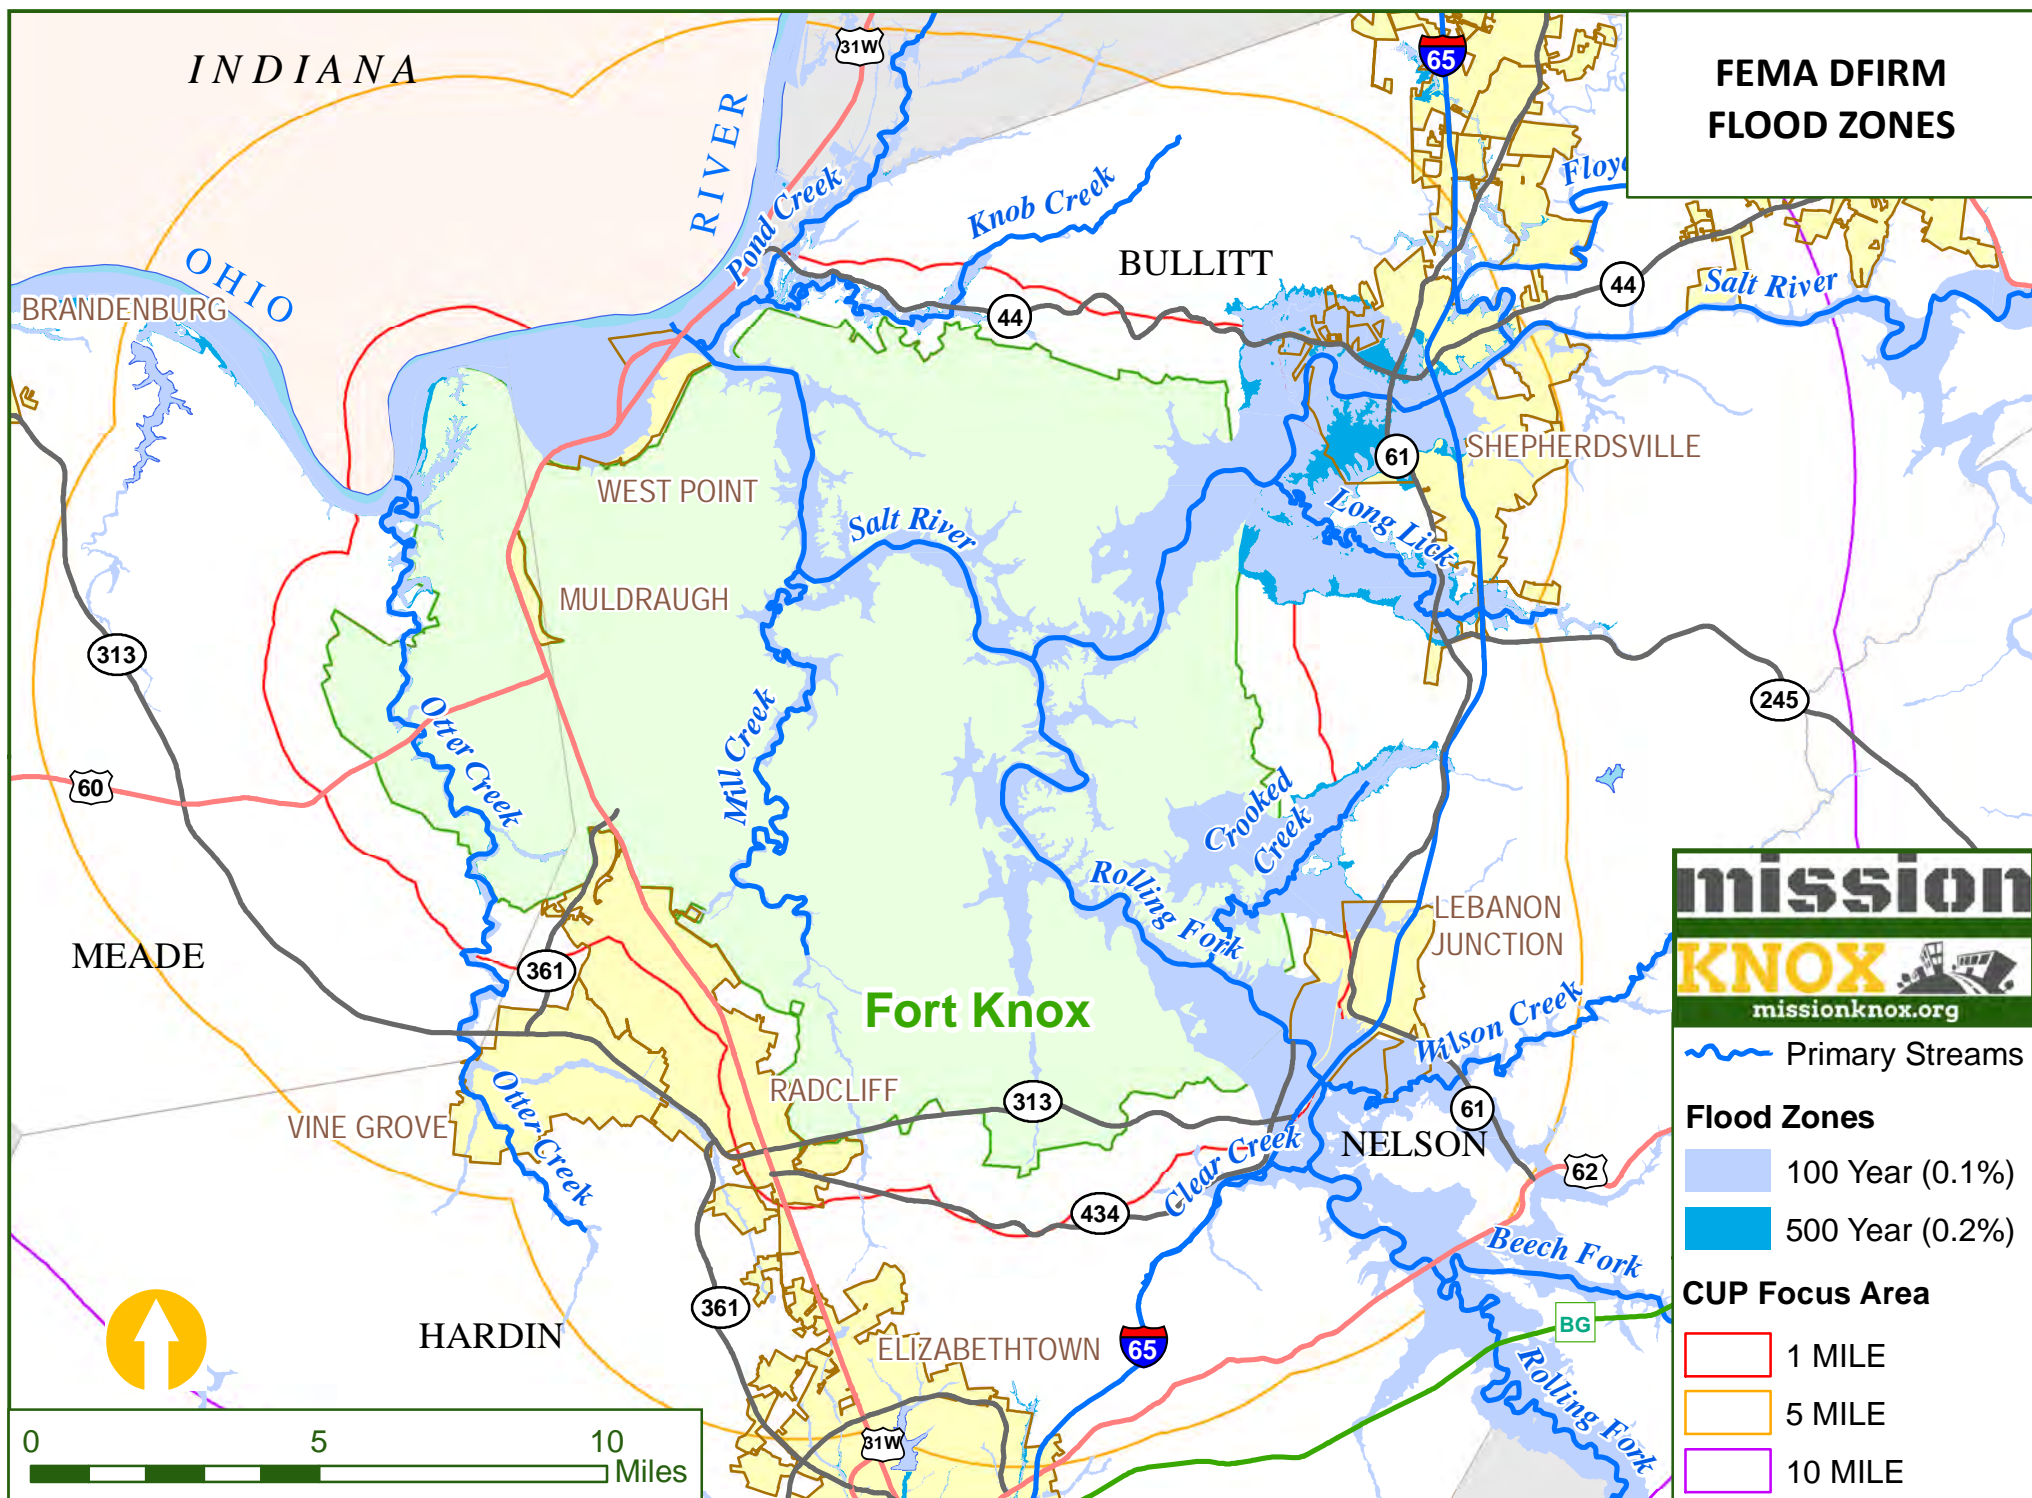 FEMA DFIRM
FLOOD ZONES
INDIANA
31W
65
OHIO
RIVER
Pond Creek
Knob Creek
BULLITT
Floyd
44
44
Salt River
BRANDENBURG
61
SHEPHERDSVILLE
WEST POINT
Salt River
Long Lick
MULDRAUGH
313
245
Otter Creek
Mill Creek
60
Crooked
Creek
Rolling Fork
LEBANON
JUNCTION
MEADE
361
Fort Knox
Wilson Creek
RADCLIFF
313
61
VINE GROVE
Otter Creek
NELSON
Clear Creek
62
434
Beech Fork
361
HARDIN
ELIZABETHTOWN
65
BG
Rolling Fork
31W
0
5
10
Miles
mission
KNOX
missionknox.org
Primary Streams
Flood Zones
100 Year (0.1%)
500 Year (0.2%)
CUP Focus Area
1 MILE
5 MILE
10 MILE